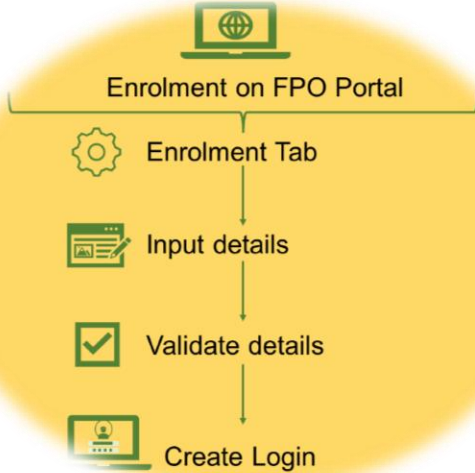 Enrolment on FPO Portal
Enrolment Tab
Input details
Validate details
Create Login